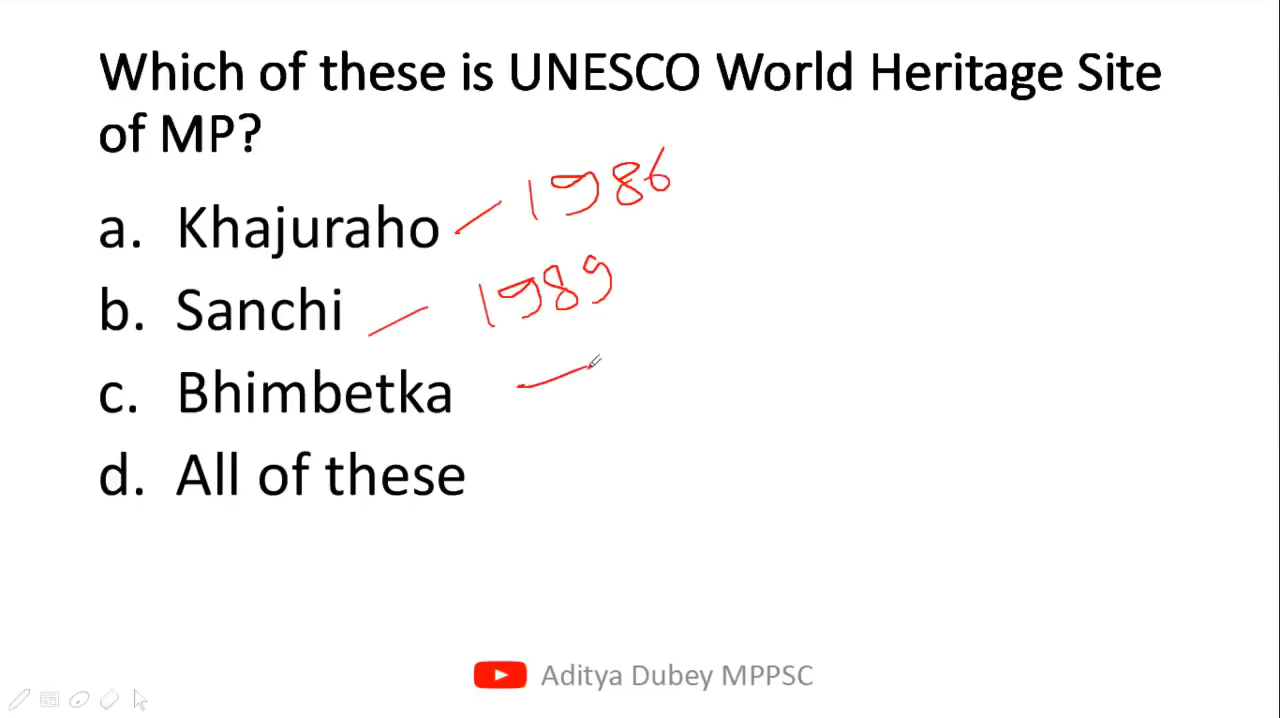 Which of these is UNESCO World Heritage Site
of MP?
a. Khajuraho - 1986
b. Sanchi - 1989
c. Bhimbetka -
d. All of these
Aditya Dubey MPPSC